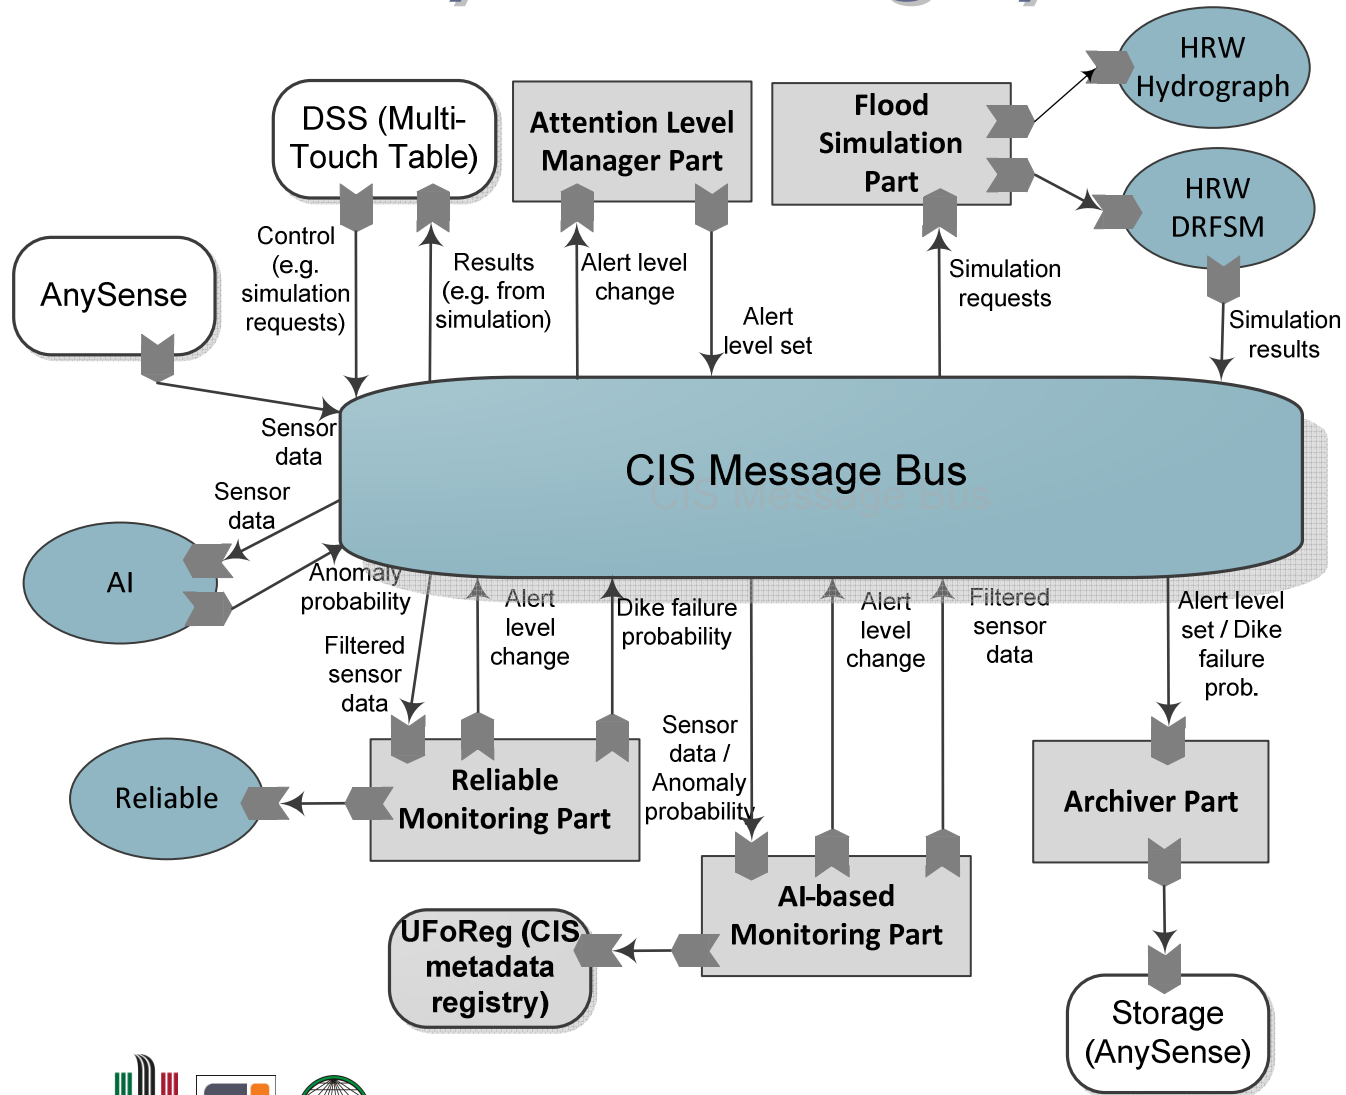 HRW
Hydrograph
DSS (Multi-
Touch Table)
Attention Level
Manager Part
Flood
Simulation
Part
HRW
DRFSM
AnySense
Control
(e.g.
simulation
requests)
Results
(e.g. from
simulation)
Alert level
change
Alert
level set
Simulation
requests
Simulation
results
Sensor
data
CIS Message Bus
CIS Message Bus
Sensor
data
AI
Anomaly
probability
Filtered
sensor
data
Alert
level
change
Dike failure
probability
Sensor
data /
Anomaly
probability
Alert
level
change
Filtered
sensor
data
Alert level
set / Dike
failure
prob.
Reliable
Reliable
Monitoring Part
Archiver Part
AI-based
Monitoring Part
UFoReg (CIS
metadata
registry)
Storage
(AnySense)